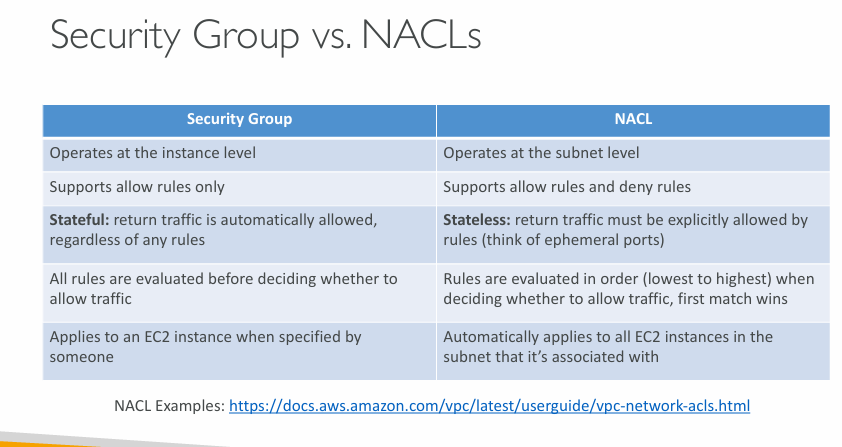 Security Group vs. NACLs
Security Group
NACL
Operates at the instance level
Operates at the subnet level
Supports allow rules only
Supports allow rules and deny rules
Stateful: return traffic is automatically allowed,
regardless of any rules
Stateless: return traffic must be explicitly allowed by
rules (think of ephemeral ports)
All rules are evaluated before deciding whether to
allow traffic
Rules are evaluated in order (lowest to highest) when
deciding whether to allow traffic, first match wins
Applies to an EC2 instance when specified by
someone
Automatically applies to all EC2 instances in the
subnet that it’s associated with
NACL Examples: https://docs.aws.amazon.com/vpc/latest/userguide/vpc-network-acls.html